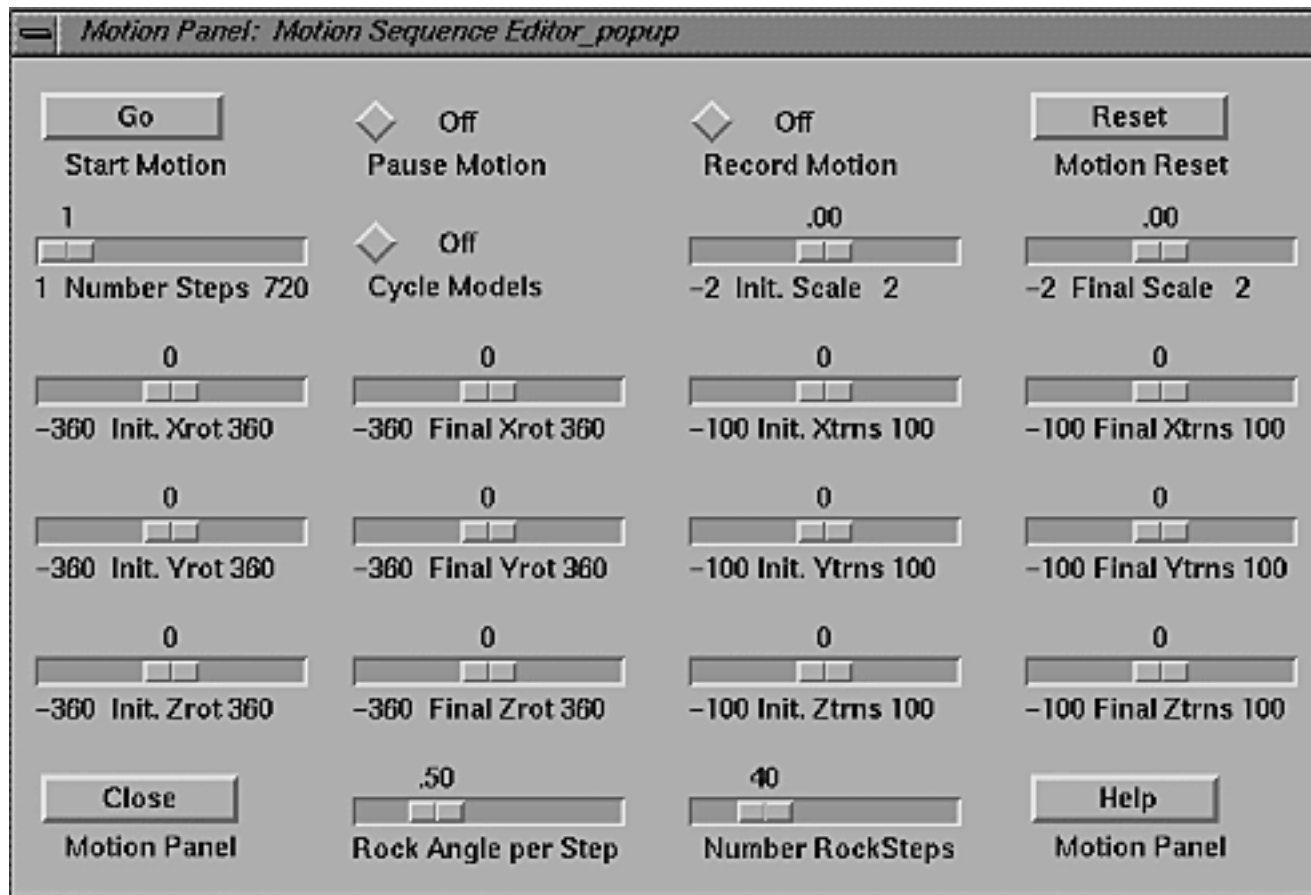 Motion Panel: Motion Sequence Editor_popup
Go Off Off Reset
Start Motion Pause Motion Record Motion Motion Reset
1 Off .00 .00
1 Number Steps 720 Cycle Models -2 Init. Scale 2 -2 Final Scale 2
0 0 0 0
-360 Init. Xrot 360 -360 Final Xrot 360 -100 Init. Xtrns 100 -100 Final Xtrns 100
0 0 0 0
-360 Init. Yrot 360 -360 Final Yrot 360 -100 Init. Ytrns 100 -100 Final Ytrns 100
0 0 0 0
-360 Init. Zrot 360 -360 Final Zrot 360 -100 Init. Ztrns 100 -100 Final Ztrns 100
Close .50 40 Help
Motion Panel Rock Angle per Step Number RockSteps Motion Panel